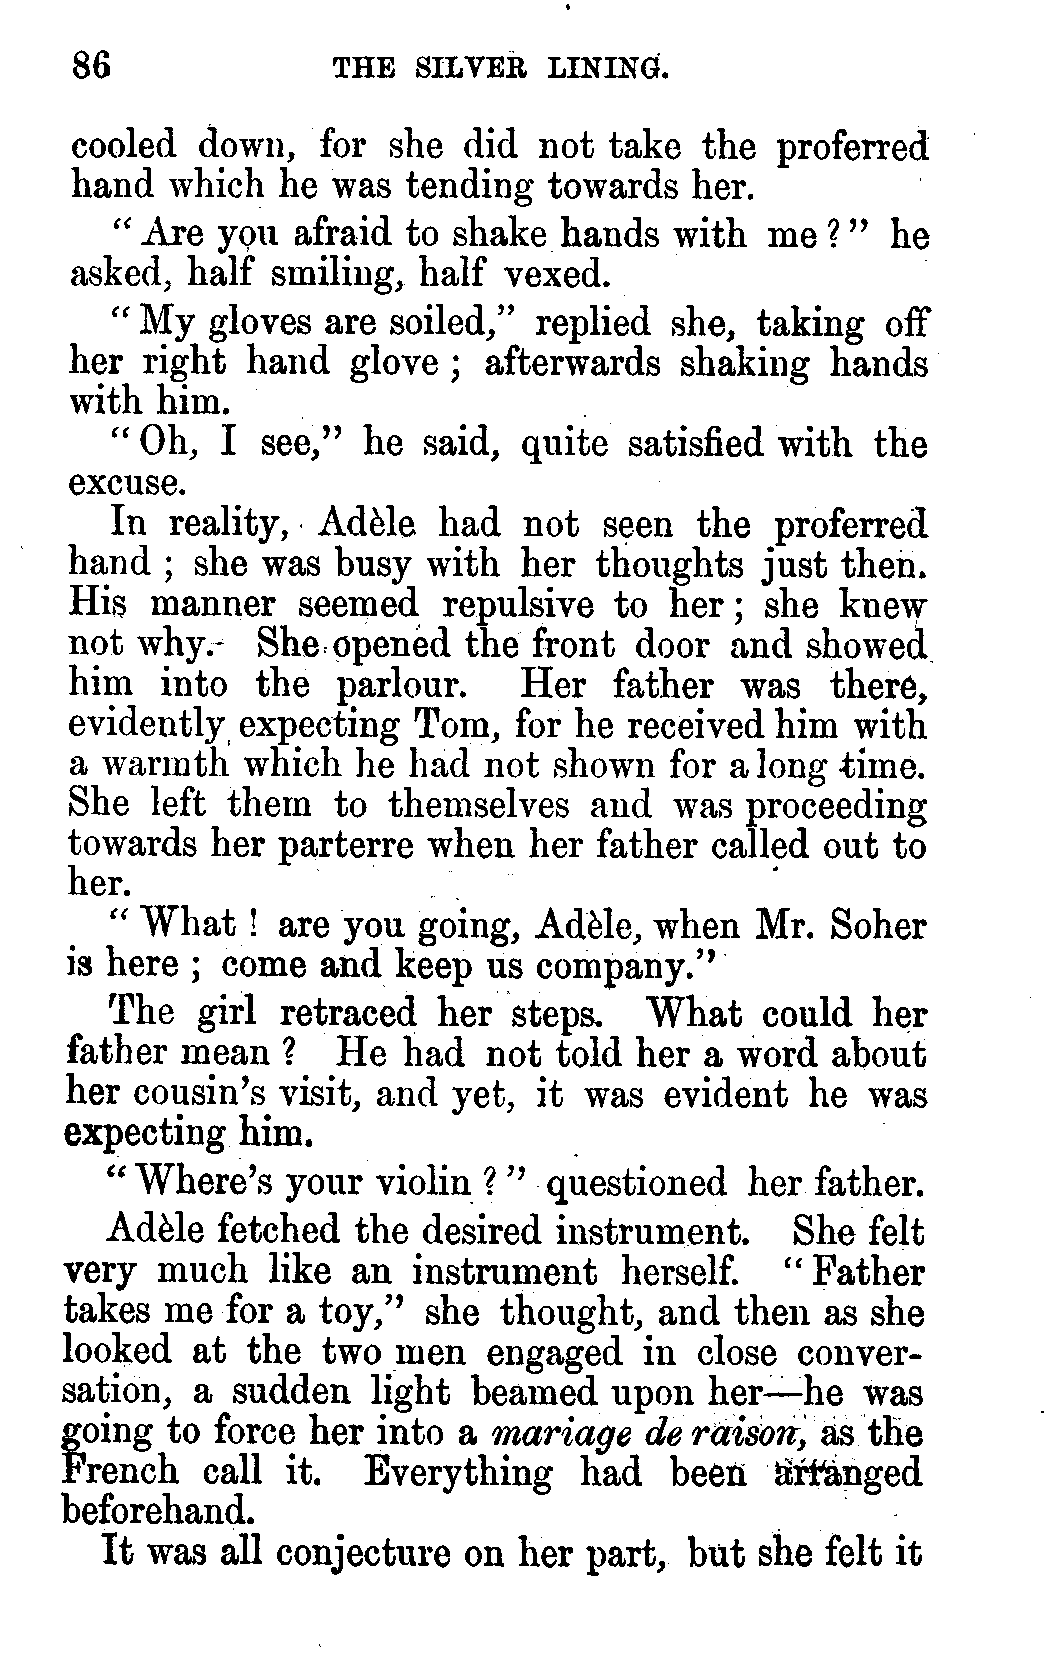 86 THE SILVER LINING.
cooled down, for she did not take the proferred
hand which he was tending towards her.
"Are you afraid to shake hands with me?" he
asked, half smiling, half vexed.
"My gloves are soiled," replied she, taking off
her right hand glove ; afterwards shaking hands
with him.
"Oh, I see," he said, quite satisfied with the
excuse.
In reality, Adèle had not seen the proferred
hand ; she was busy with her thoughts just then.
His manner seemed repulsive to her ; she knew
not why. She opened the front door and showed
him into the parlour. Her father was there,
evidently expecting Tom, for he received him with
a warmth which he had not shown for a long time.
She left them to themselves and was proceeding
towards her parterre when her father called out to
her.
"What ! are you going, Adèle, when Mr. Soher
is here ; come and keep us company."
The girl retraced her steps. What could her
father mean ? He had not told her a word about
her cousin's visit, and yet, it was evident he was
expecting him.
"Where's your violin ?" questioned her father.
Adèle fetched the desired instrument. She felt
very much like an instrument herself. "Father
takes me for a toy," she thought, and then as she
looked at the two men engaged in close conver-
sation, a sudden light beamed upon her—he was
going to force her into a mariage de raison, as the
French call it. Everything had been arranged
beforehand.
It was all conjecture on her part, but she felt it